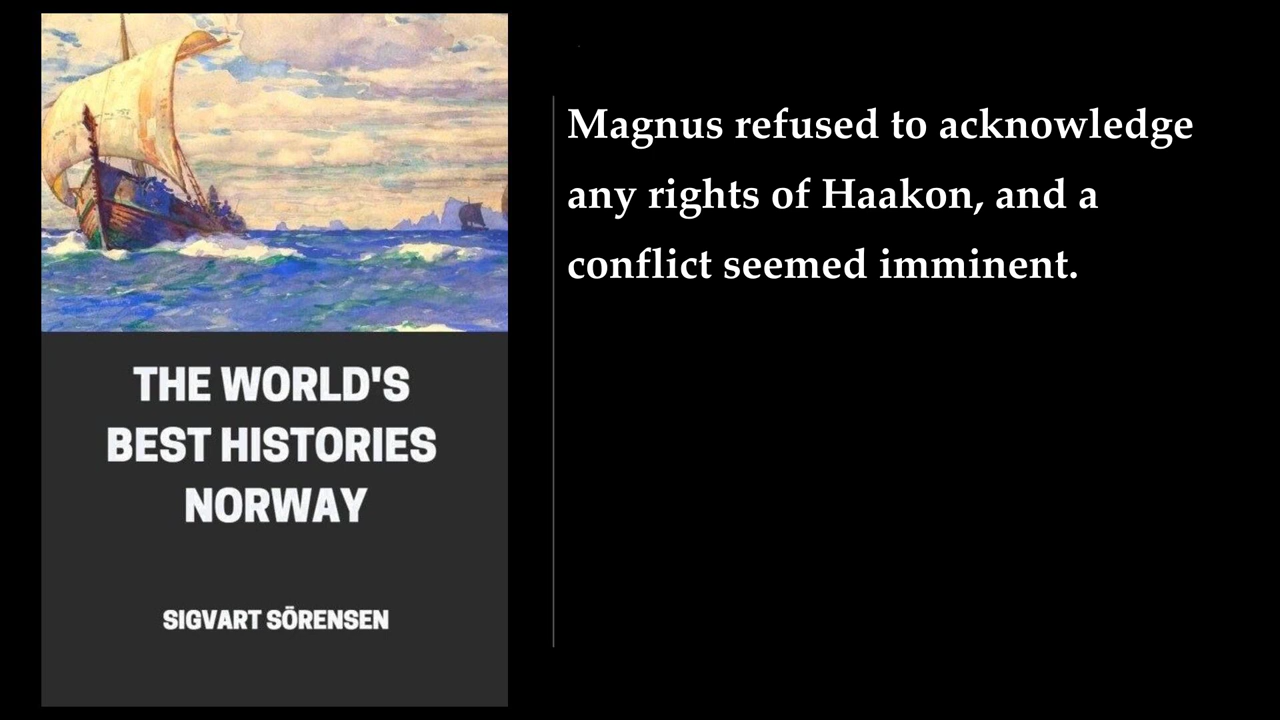 THE WORLD'S
BEST HISTORIES
NORWAY
SIGVART SÖRENSEN
Magnus refused to acknowledge
any rights of Haakon, and a
conflict seemed imminent.